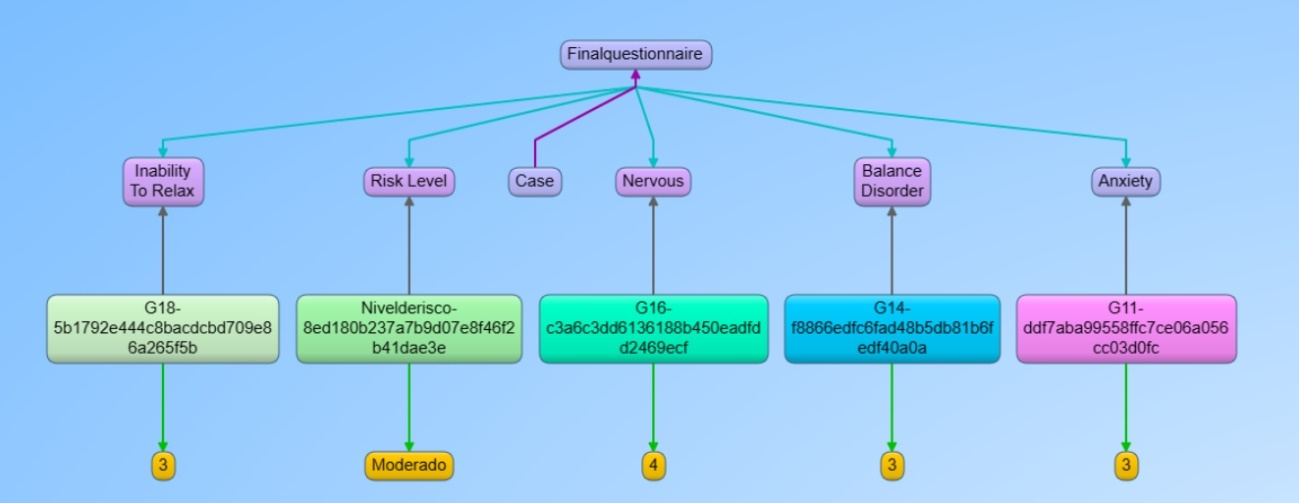 Finalquestionnaire
Inability
To Relax
Risk Level
Case
Nervous
Balance
Disorder
Anxiety
G18-
5b1792e444c8bacdcbd709e8
6a265f5b
Nivelderisco-
8ed180b237a7b9d07e8f46f2
b41dae3e
G16-
c3a6c3dd6136188b450eadfd
d2469ecf
G14-
f8866edfc6fad48b5db81b6f
edf40a0a
G11-
ddf7aba99558ffc7ce06a056
cc03d0fc
3
Moderado
4
3
3